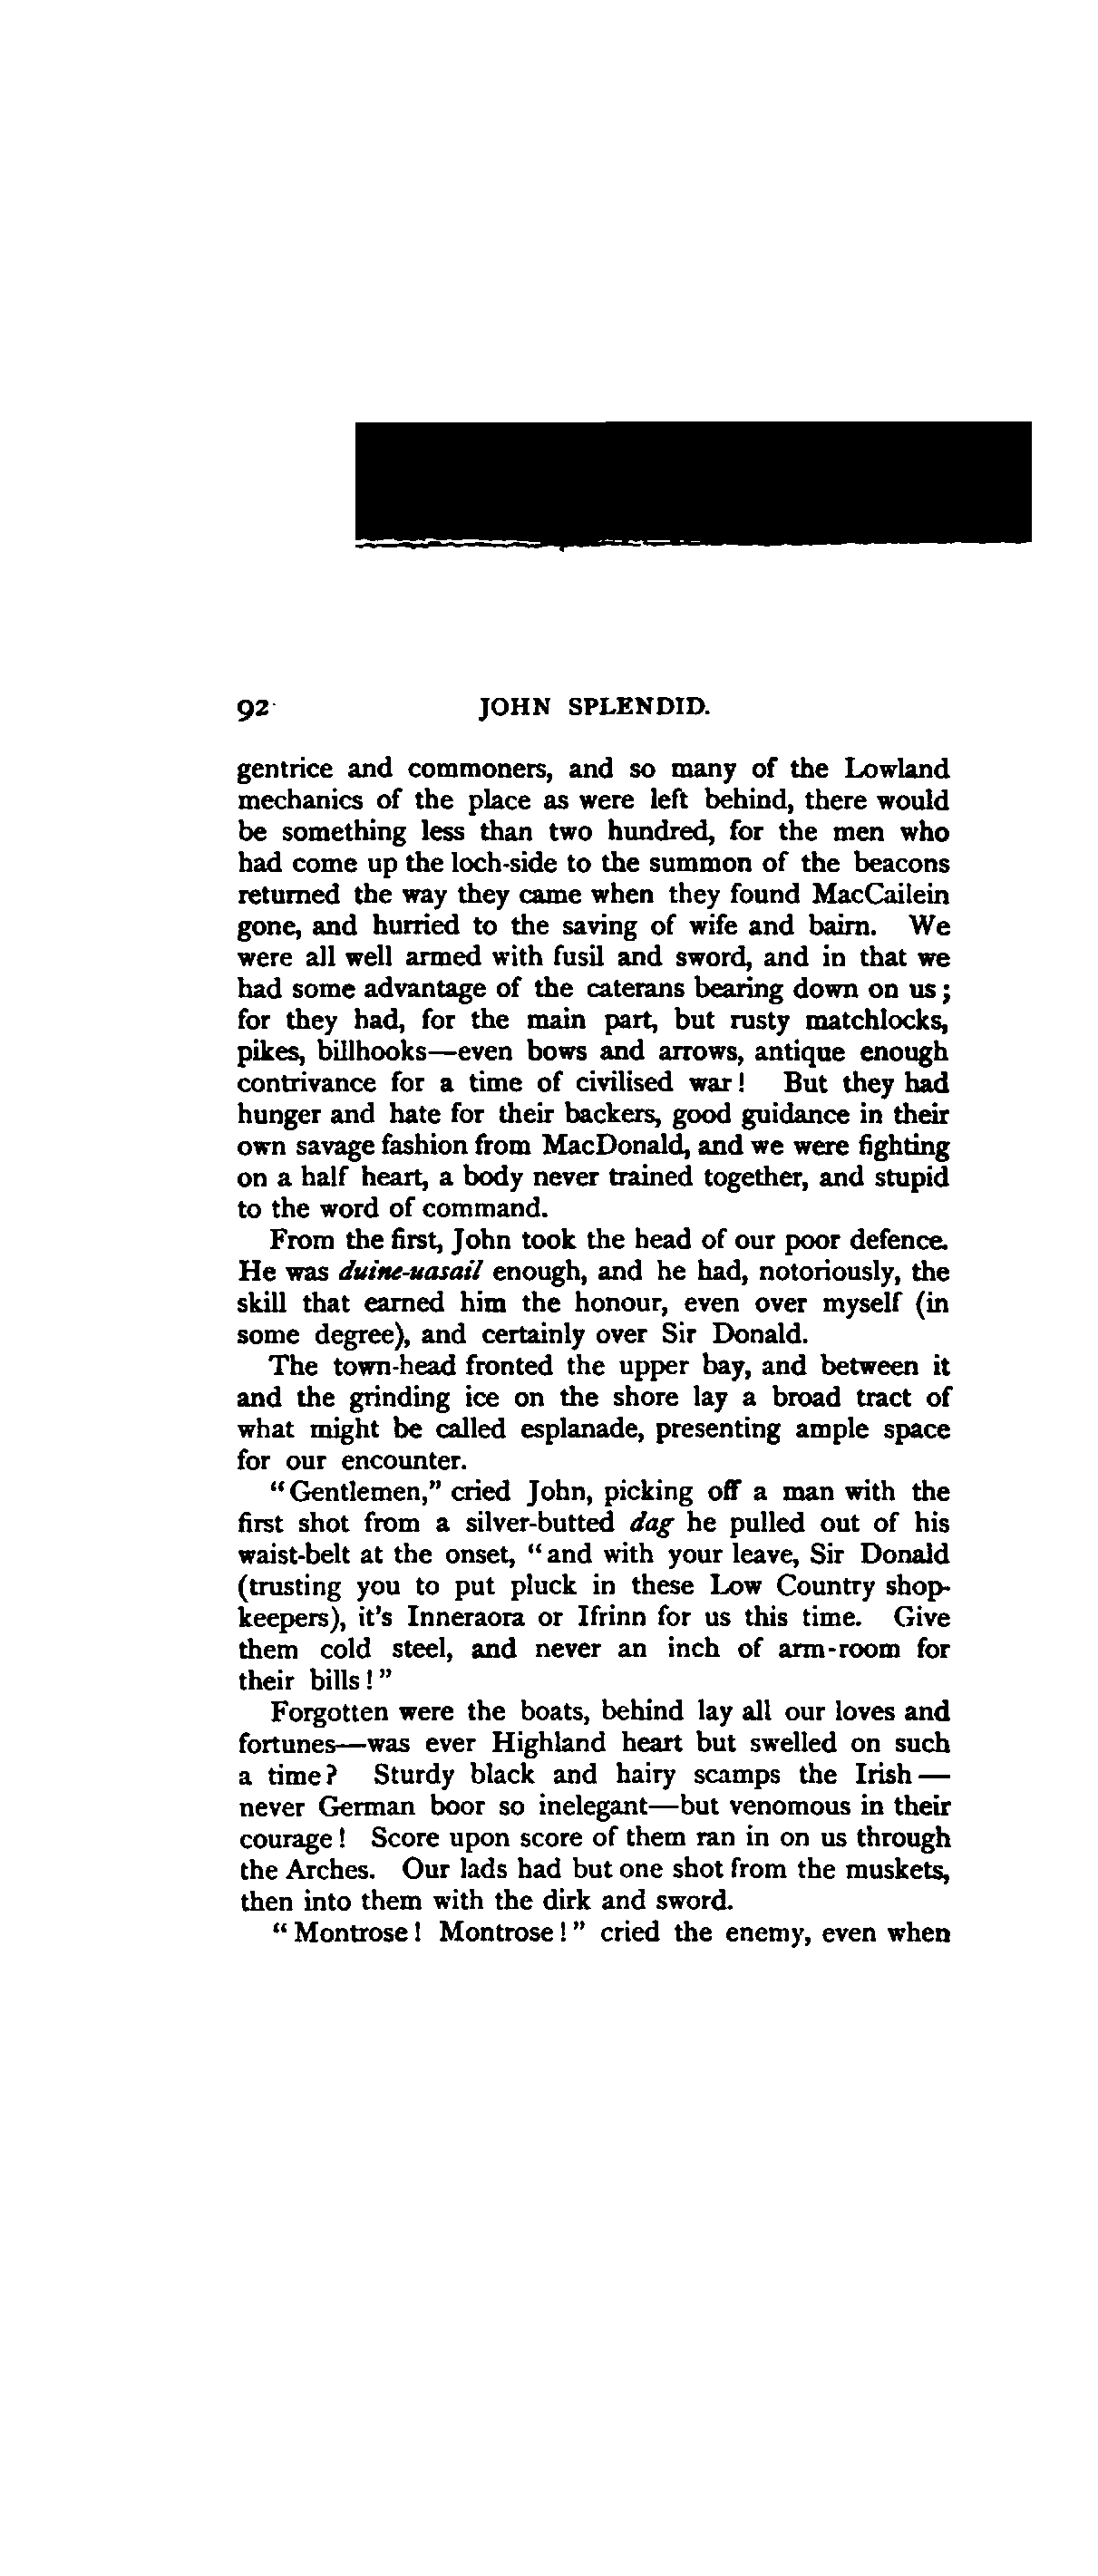 92 JOHN SPLENDID.
gentrice and commoners, and so many of the Lowland
mechanics of the place as were left behind, there would
be something less than two hundred, for the men who
had come up the loch-side to the summon of the beacons
returned the way they came when they found MacCailein
gone, and hurried to the saving of wife and bairn. We
were all well armed with fusil and sword, and in that we
had some advantage of the caterans bearing down on us;
for they had, for the main part, but rusty matchlocks,
pikes, billhooks—even bows and arrows, antique enough
contrivance for a time of civilised war! But they had
hunger and hate for their backers, good guidance in their
own savage fashion from MacDonald, and we were fighting
on a half heart, a body never trained together, and stupid
to the word of command.
From the first, John took the head of our poor defence.
He was duine-uasail enough, and he had, notoriously, the
skill that earned him the honour, even over myself (in
some degree), and certainly over Sir Donald.
The town-head fronted the upper bay, and between it
and the grinding ice on the shore lay a broad tract of
what might be called esplanade, presenting ample space
for our encounter.
"Gentlemen," cried John, picking off a man with the
first shot from a silver-butted dag he pulled out of his
waist-belt at the onset, "and with your leave, Sir Donald
(trusting you to put pluck in these Low Country shop-
keepers), it's Inneraora or Ifrinn for us this time. Give
them cold steel, and never an inch of arm-room for
their bills!"
Forgotten were the boats, behind lay all our loves and
fortunes—was ever Highland heart but swelled on such
a time? Sturdy black and hairy scamps the Irish—
never German boor so inelegant—but venomous in their
courage! Score upon score of them ran in on us through
the Arches. Our lads had but one shot from the muskets,
then into them with the dirk and sword.
"Montrose! Montrose!" cried the enemy, even when